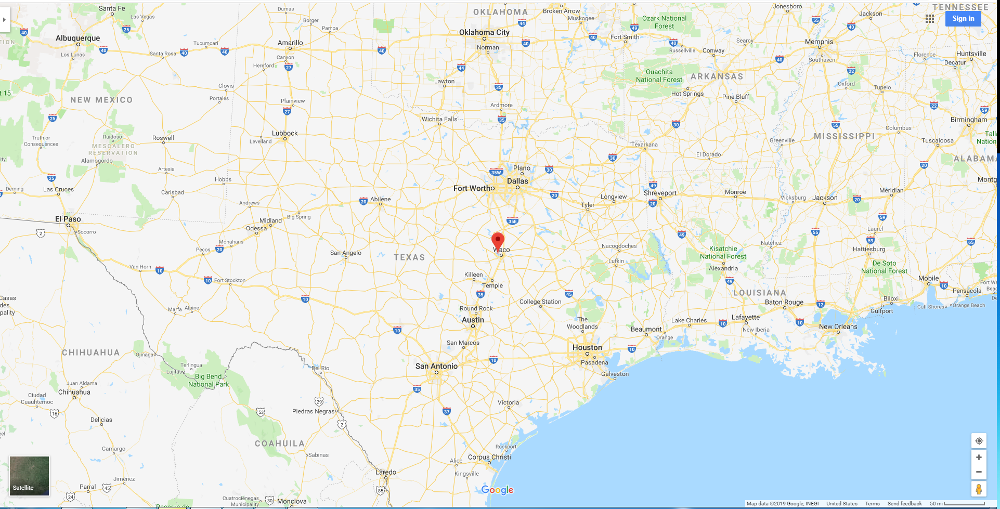 Santa Fe
Las Vegas
Dumas
Borger
Pampa
OKLAHOMA
Broken Arrow
Muskogee
Ozark National
Forest
Jonesboro
Jackson
TENNESSEE
Sign in
40
25
44
49
55
40
Albuquerque
Los Lunas
40
Santa Rosa
40
Tucumcari
40
Amarillo
Canyon
27
Hereford
40
Oklahoma City
Norman
40
44
40
Fort Smith
40
Russellville
Conway
Searcy
Memphis
Southaven
40
Florence
Huntsville
Decatur
22
Ouachita
National Forest
ARKANSAS
Hot Springs
Pine Bluff
Oxford
Tupelo
t 15
NEW MEXICO
Clovis
Portales
Plainview
27
Lawton
35
Ardmore
35
Wichita Falls
25
22
59
Birmingham
30
55
Columbus
MISSISSIPPI
Greenville
Tuscaloosa
Talla
Nation
ALABAMA
Truth or
Consequences
Ruidoso
MESCALERO
RESERVATION
Alamogordo
Roswell
Lubbock
Levelland
Texarkana
30
El Dorado
20
Artesia
Hobbs
Carlsbad
25
Las Cruces
Deming
35W
Plano
30
Dallas
Fort Worth
20
Abilene
20
Longview
Tyler
49
Shreveport
20
Monroe
Vicksburg
Jackson
20
Meridian
Montg
59
El Paso
Socorro
2
Andrews
Big Spring
Midland
Odessa
Monahans
20
Pecos
35E
Waco
San Angelo
TEXAS
Nacogdoches
Lufkin
49
Kisatchie
National Forest
Alexandria
49
Natchez
55
Laurel
59
Hattiesburg
65
De Soto
National Forest
Mobile
10
Van Horn
10
10
Fort Stockton
10
Killeen
Temple
35
College Station
45
Round Rock
Austin
LOUISIANA
Baton Rouge
12
Biloxi
Gulfport
Pensacola
Gulf Shores
Orange Beach
Fort Wa
Beac
Casas
des
pality
Marfa
Alpine
10
San Marcos
The
Woodlands
Houston
Pasadena
Beaumont
Orange
Lake Charles
10
Lafayette
New Iberia
10
New Orleans
10
CHIHUAHUA
Ojinaga
Terlingua
Lajitas
Big Bend
National Park
Del Rio
San Antonio
10
Galveston
Juan Aldama
Chihuahua
Ciudad
Cuauhtemoc
16
Delicias
35
37
Victoria
29
Piedras Negras
53
2
COAHUILA
Camargo
Sabinas
Rockport
Corpus Christi
Alice
Kingsville
Laredo
85
Jiménez
Parral
45
24
Cuatrociénegas
Municipality
30
Monclova
Reserva de
Satellite
Google
Map data ©2019 Google, INEGI United States Terms Send feedback 50 mi